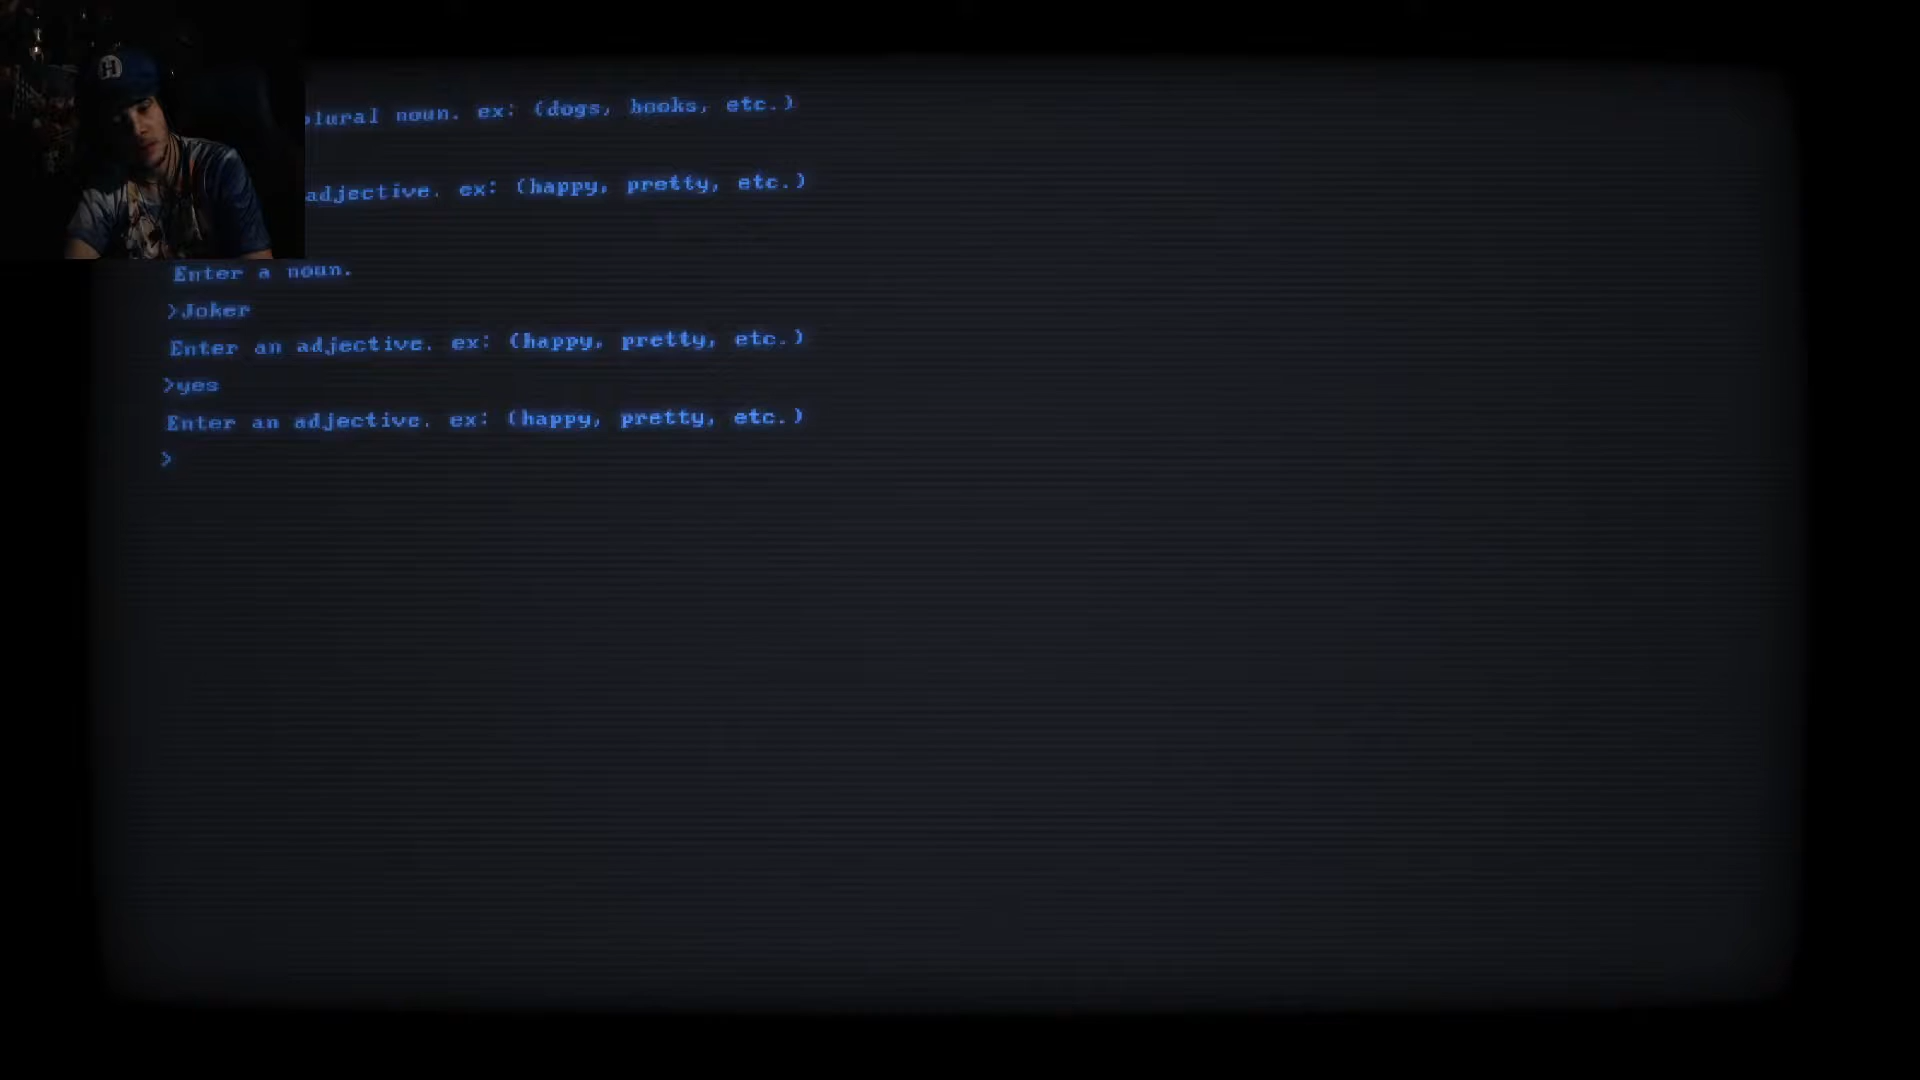 plural noun. ex: (dogs, books, etc.)
adjective. ex: (happy, pretty, etc.)
Enter a noun.
>Joker
Enter an adjective. ex: (happy, pretty, etc.)
>yes
Enter an adjective. ex: (happy, pretty, etc.)
>